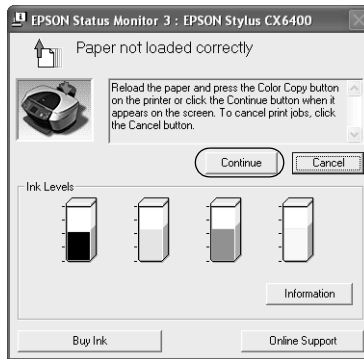 EPSON Status Monitor 3 : EPSON Stylus CX6400
Paper not loaded correctly
Reload the paper and press the Color Copy button
on the printer or click the Continue button when it
appears on the screen. To cancel print jobs, click
the Cancel button.
Continue
Cancel
Ink Levels
Information
Buy Ink
Online Support